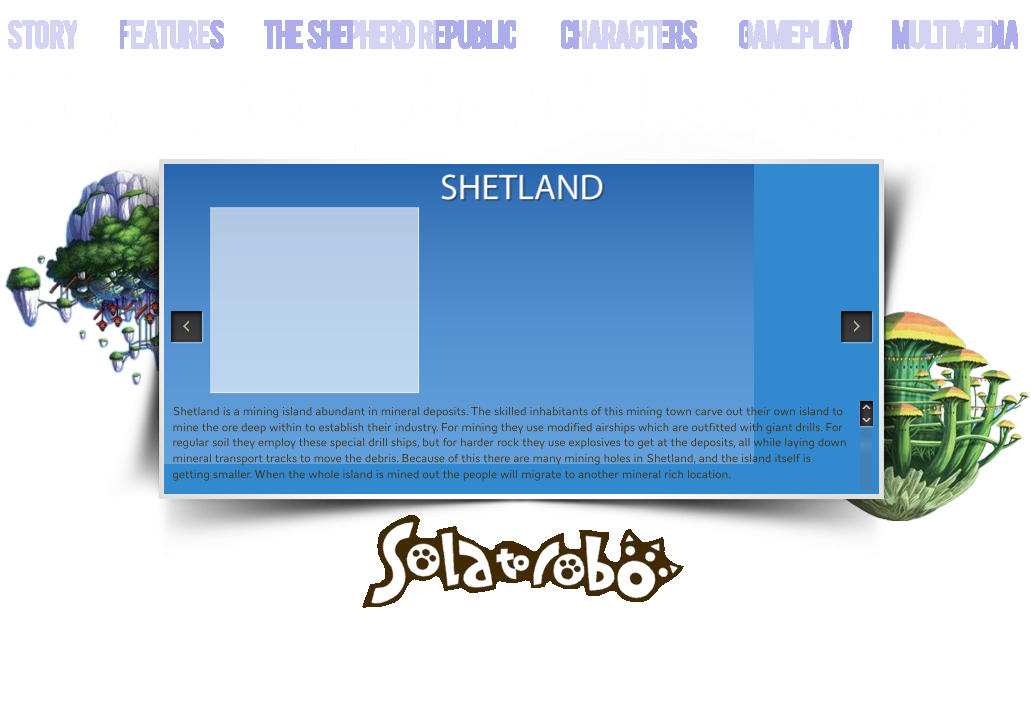 STORY FEATURES THE SHEPHERD REPUBLIC CHARACTERS GAMEPLAY MULTIMEDIA
SHETLAND
Shetland is a mining island abundant in mineral deposits. The skilled inhabitants of this mining town carve out their own island to
mine the ore deep within to establish their industry. For mining they use modified airships which are outfitted with giant drills. For
regular soil they employ these special drill ships, but for harder rock they use explosives to get at the deposits, all while laying down
mineral transport tracks to move the debris. Because of this there are many mining holes in Shetland, and the island itself is
getting smaller. When the whole island is mined out the people will migrate to another mineral rich location.
Solatorobo